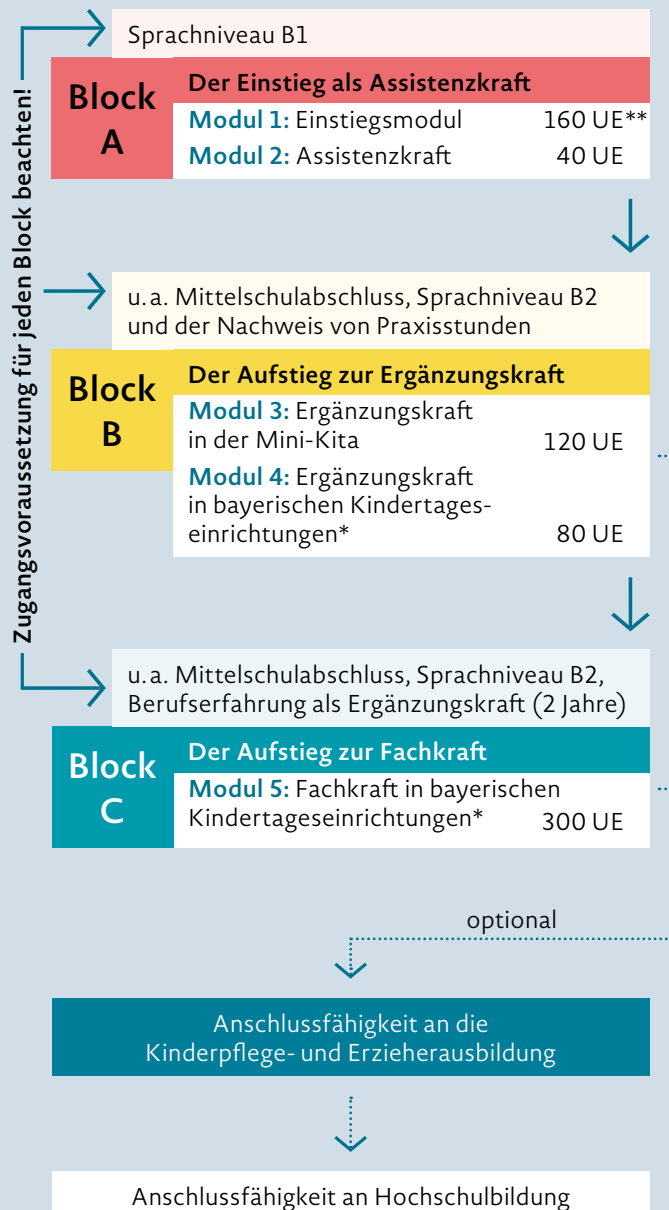 Zugangsvoraussetzung für jeden Block beachten!
Sprachniveau B1
Block
A
Der Einstieg als Assistenzkraft
Modul 1: Einstiegsmodul 160 UE**
Modul 2: Assistenzkraft 40 UE
u. a. Mittelschulabschluss, Sprachniveau B2
und der Nachweis von Praxisstunden
Block
B
Der Aufstieg zur Ergänzungskraft
Modul 3: Ergänzungskraft
in der Mini-Kita 120 UE
Modul 4: Ergänzungskraft
in bayerischen Kindertages-
einrichtungen* 80 UE
u. a. Mittelschulabschluss, Sprachniveau B2,
Berufserfahrung als Ergänzungskraft (2 Jahre)
Block
C
Der Aufstieg zur Fachkraft
Modul 5: Fachkraft in bayerischen
Kindertageseinrichtungen* 300 UE
optional
Anschlussfähigkeit an die
Kinderpflege- und Erzieherausbildung
Anschlussfähigkeit an Hochschulbildung